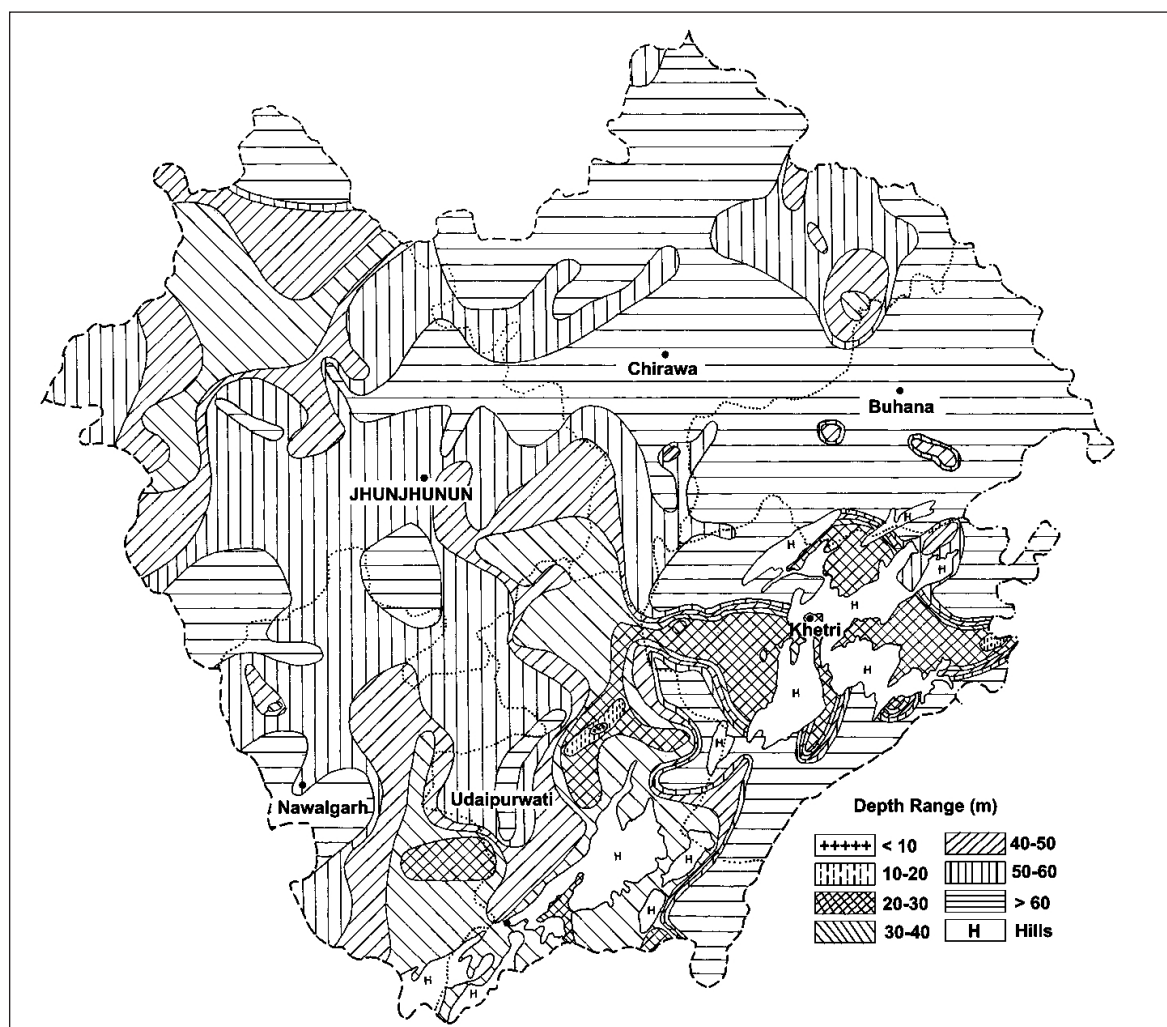 Chirawa
Buhana
JHUNJHUNUN
H
H
H
H
Khetri
H
H
H
Nawalgarh
Udaipurwati
H
H
H
H
H
Depth Range (m)
+++++ < 10
10-20
20-30
30-40
40-50
50-60
> 60
H Hills